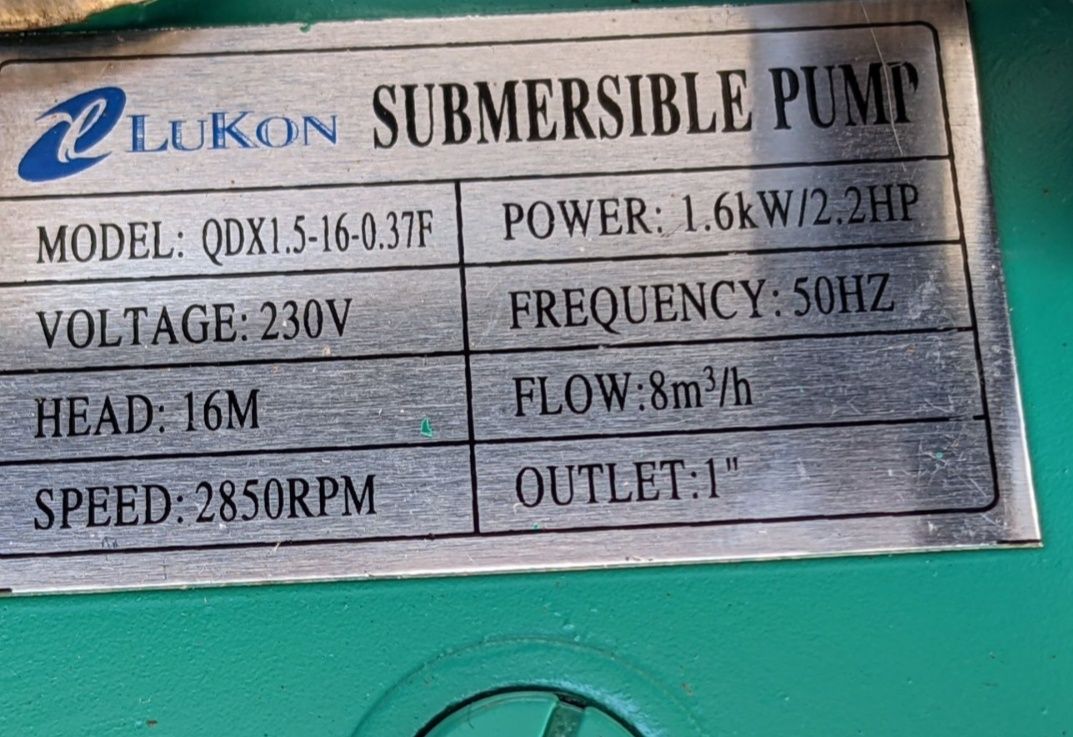 LUKON SUBMERSIBLE PUMP
MODEL: QDX1.5-16-0.37F
POWER: 1.6kW/2.2HP
VOLTAGE: 230V
FREQUENCY: 50HZ
HEAD: 16M
FLOW:8m³/h
SPEED: 2850RPM
OUTLET:1"